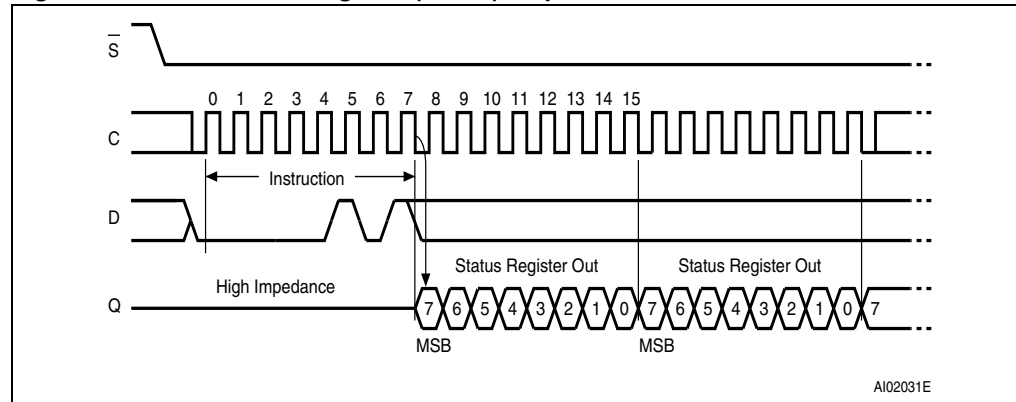 S
0 1 2 3 4 5 6 7 8 9 10 11 12 13 14 15
C
Instruction
D
Status Register Out Status Register Out
High Impedance
Q
7 6 5 4 3 2 1 0 7 6 5 4 3 2 1 0 7
MSB MSB
AI02031E